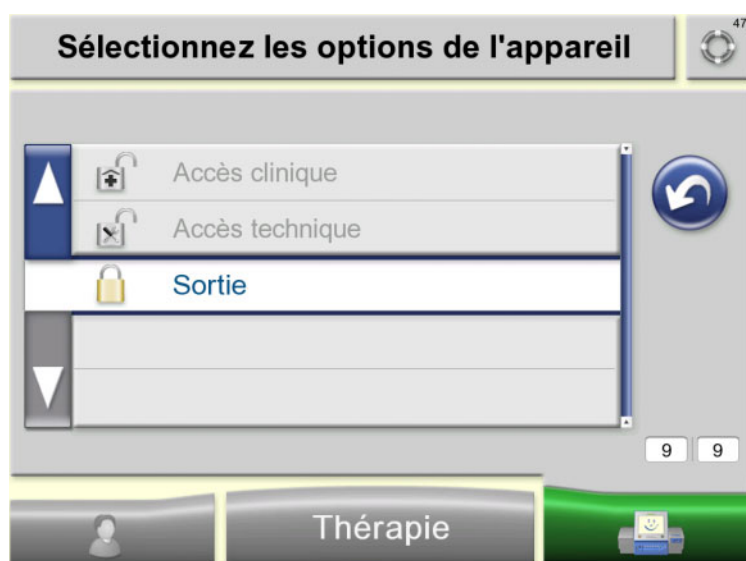 Sélectionnez les options de l'appareil
47
Accès clinique
Accès technique
Sortie
9 9
Thérapie